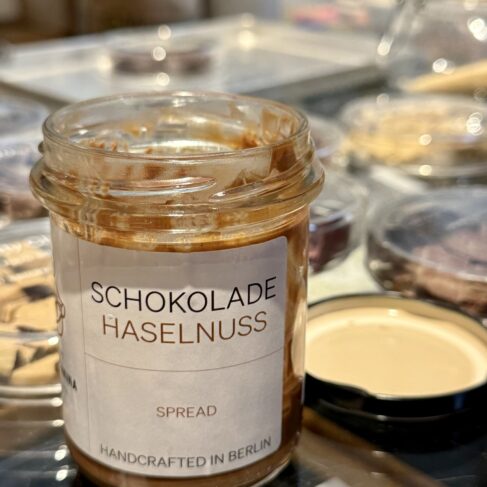 SCHOKOLADE
HASELNUSS
SPREAD
HANDCRAFTED IN BERLIN